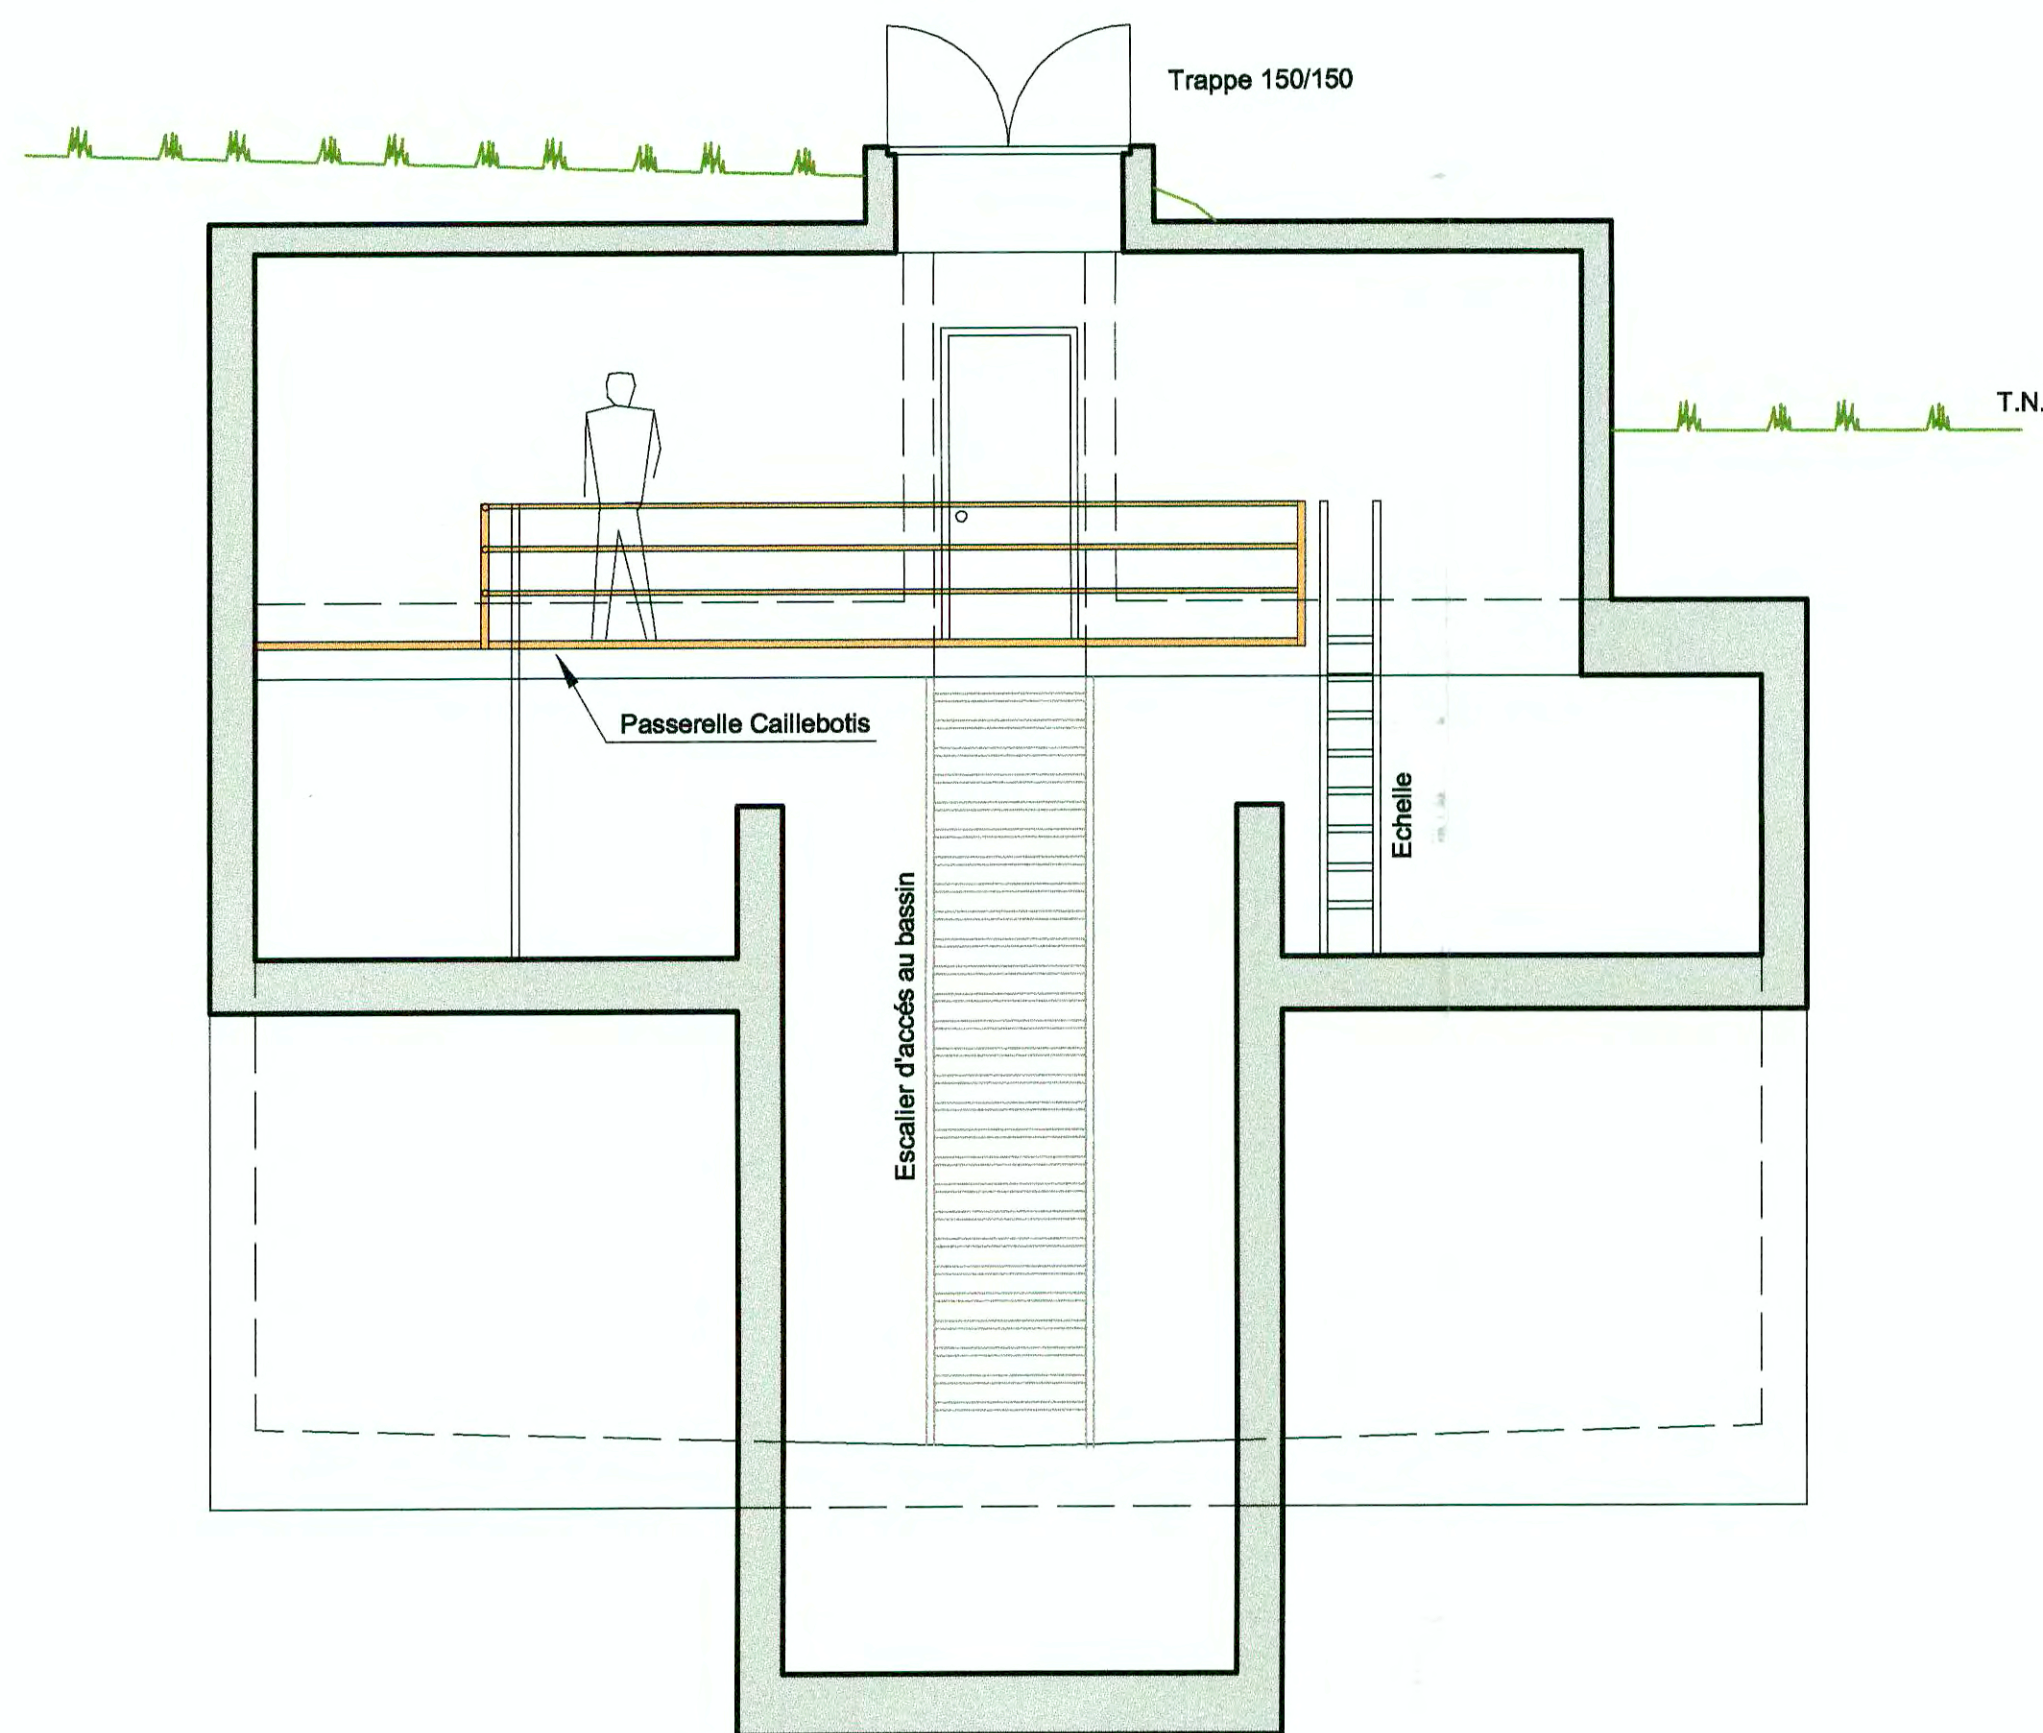 Trappe 150/150
T.N.
Passerelle Caillebotis
Echelle
Escalier d'accés au bassin